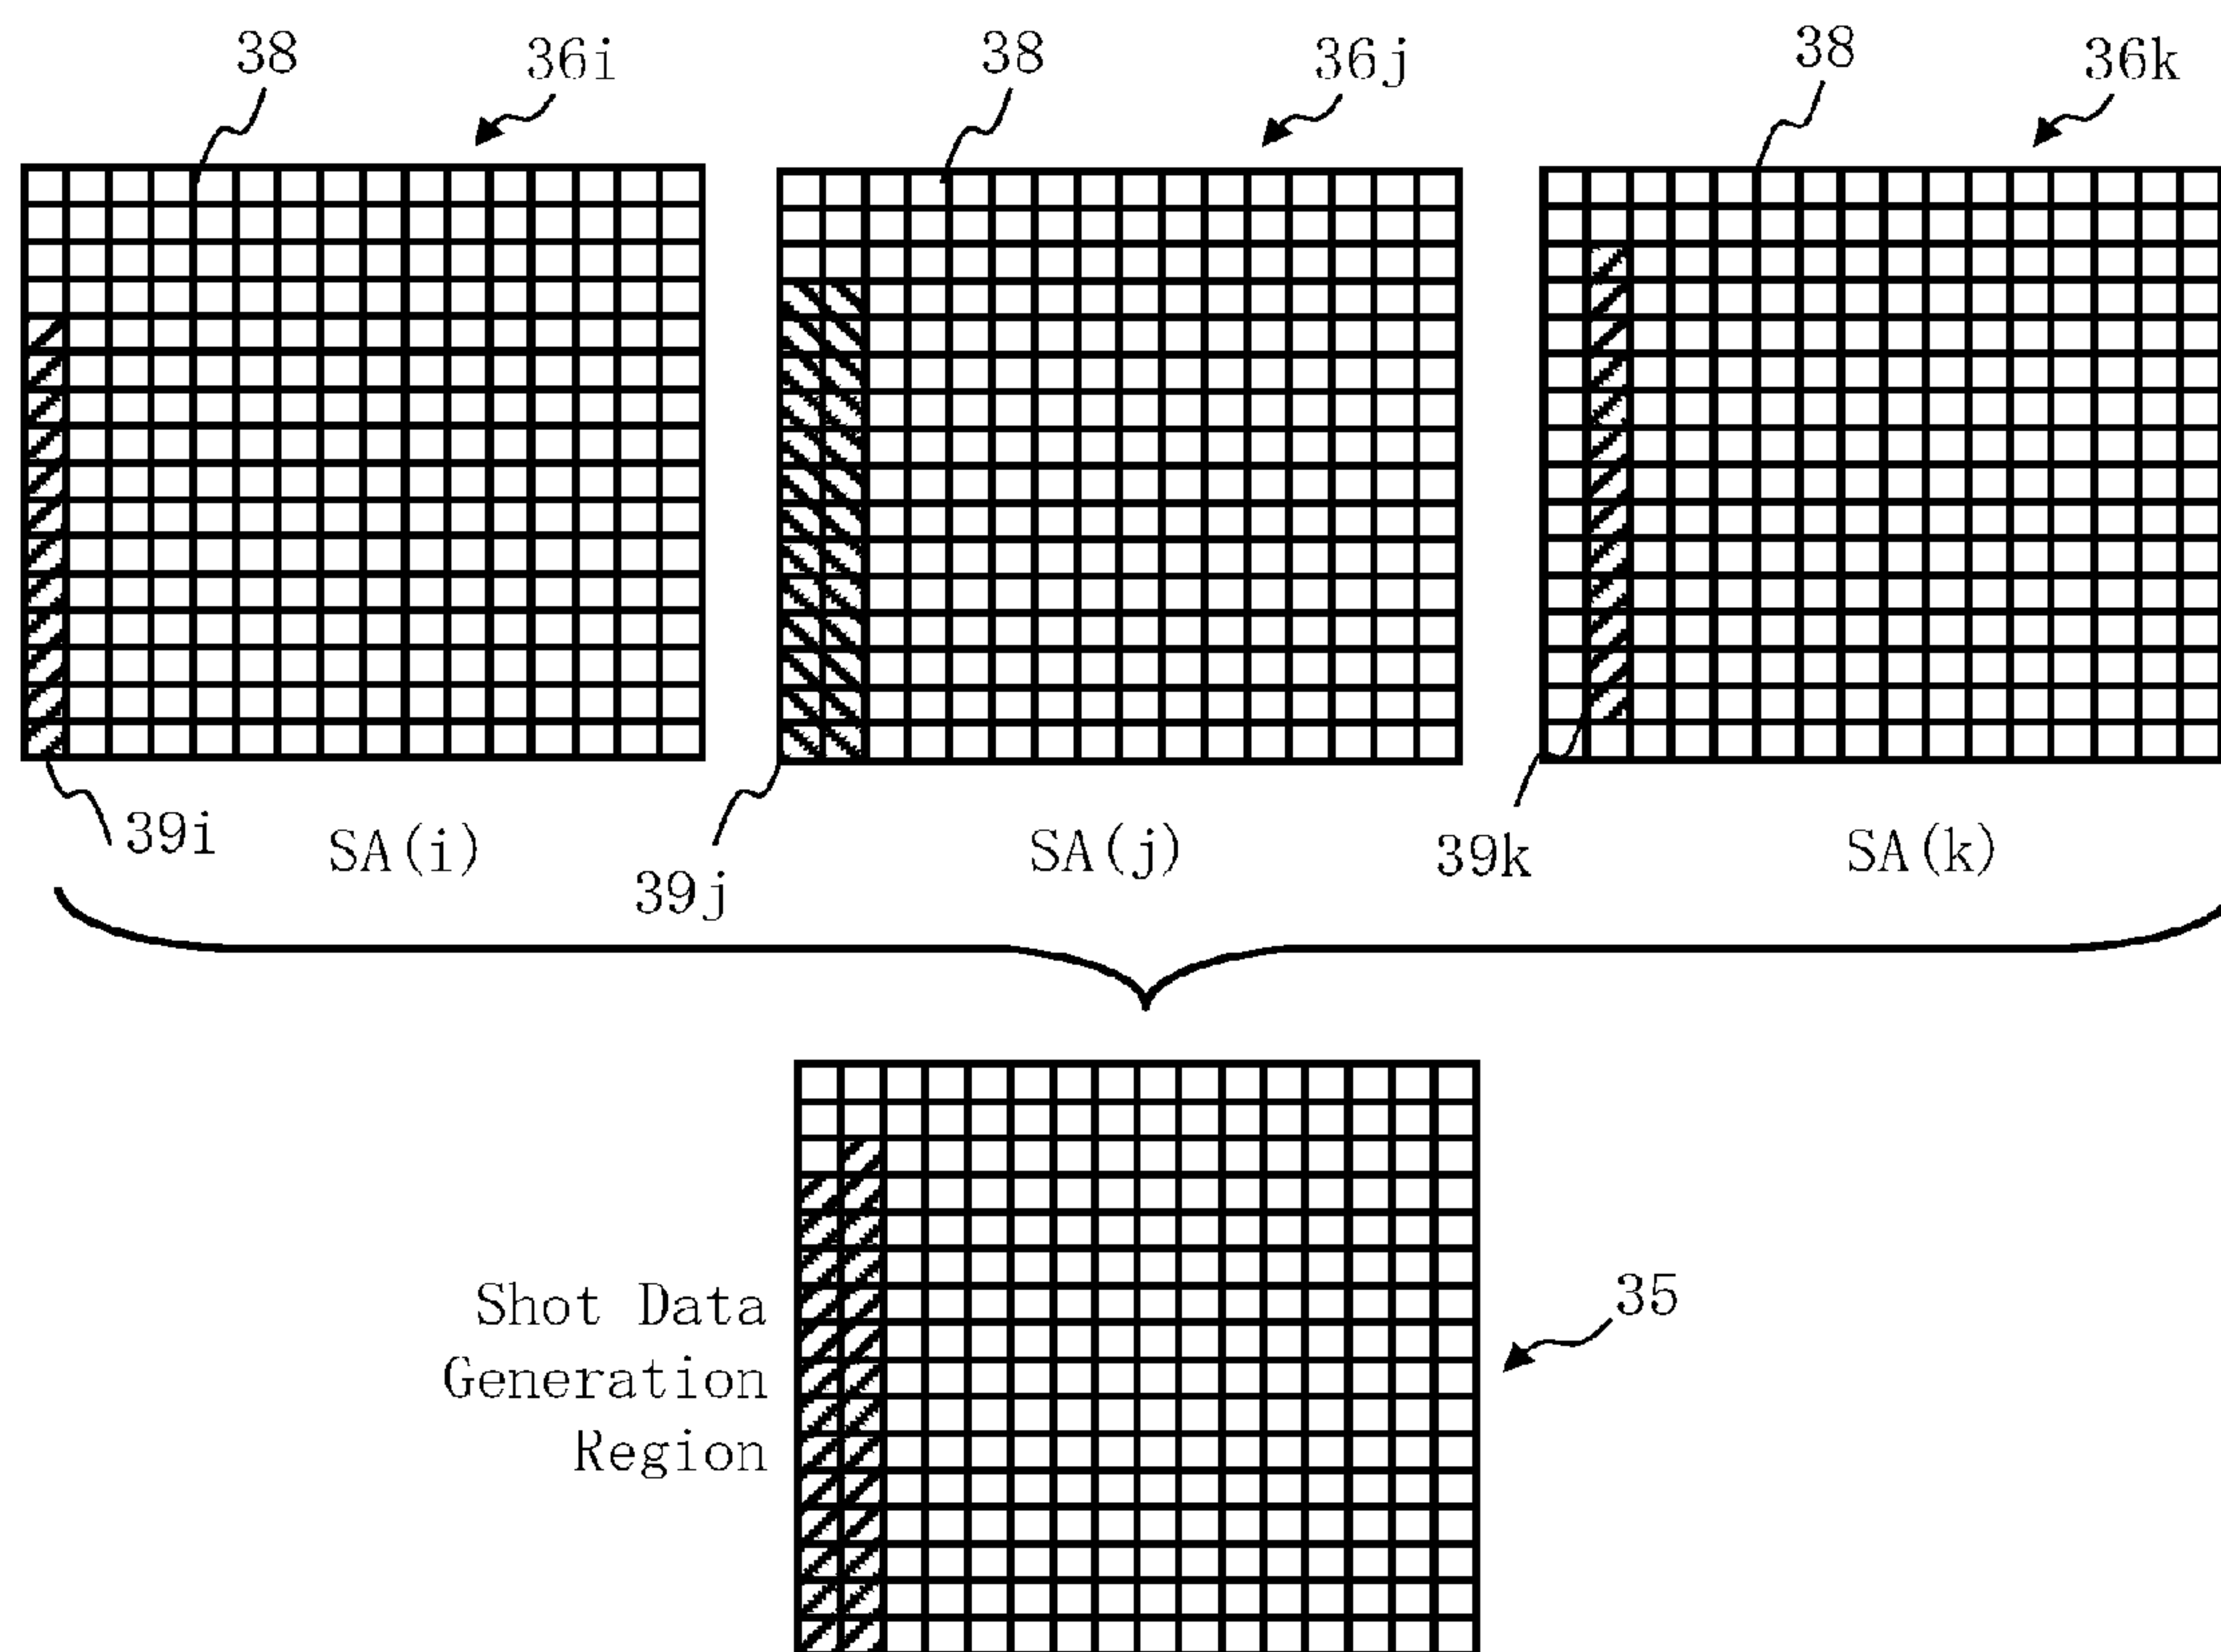 38 36i 38 36j 38 36k
39i SA(i) 39j SA(j) 39k SA(k)
Shot Data
Generation
Region
35